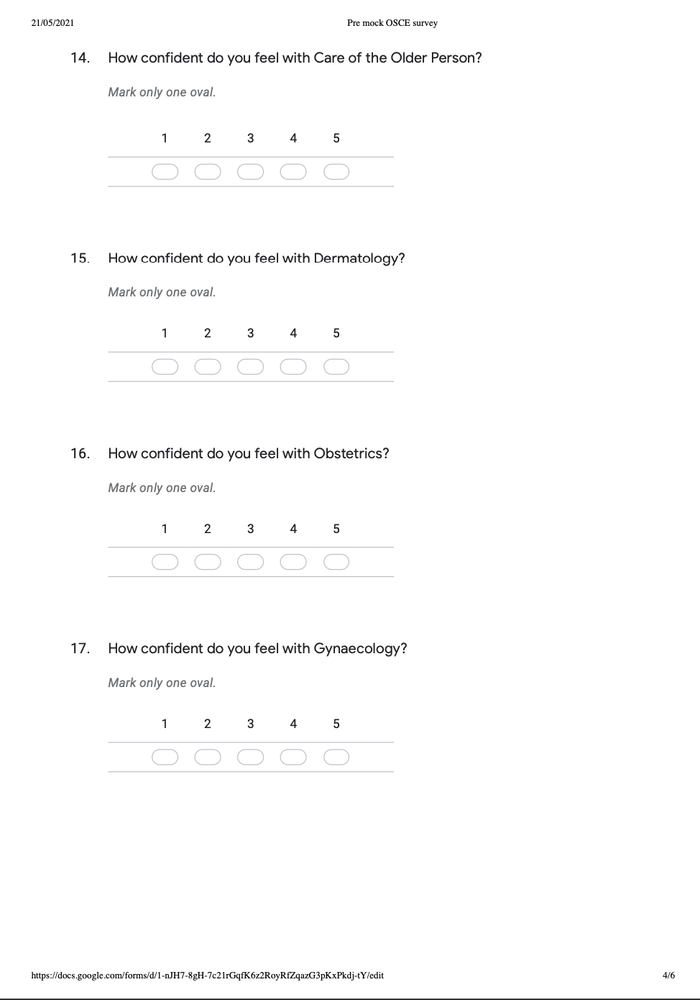 21/05/2021 Pre mock OSCE survey
14. How confident do you feel with Care of the Older Person?
Mark only one oval.
1 2 3 4 5
15. How confident do you feel with Dermatology?
Mark only one oval.
1 2 3 4 5
16. How confident do you feel with Obstetrics?
Mark only one oval.
1 2 3 4 5
17. How confident do you feel with Gynaecology?
Mark only one oval.
1 2 3 4 5
https://docs.google.com/forms/d/1-nJH7-8gH-7c21rGqfK6z2RoyRfZqazG3pKxPkdj-tY/edit 4/6